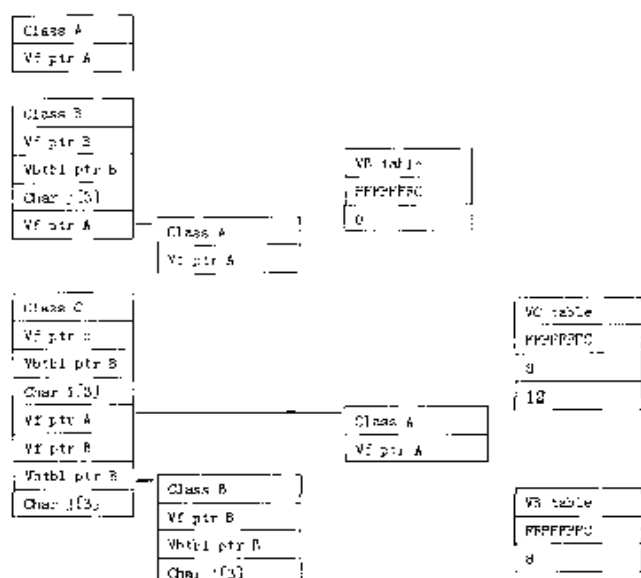 Class A
Vf ptr A
Class B
Vf ptr B
Vbtbl ptr b
Char j[3]
Vf ptr A
Class A
Vf ptr A
VB table
FFFFFFFC
Class C
Vf ptr c
Vbtbl ptr B
Char i[3]
Vf ptr A
Vf ptr B
Vbtbl ptr B
Char j[3]
Class A
Vf ptr A
Class B
Vf ptr B
Vbtbl ptr B
Char j[3]
VC table
FFFFFFFC
8
12
VB table
FFFFFFFC
8